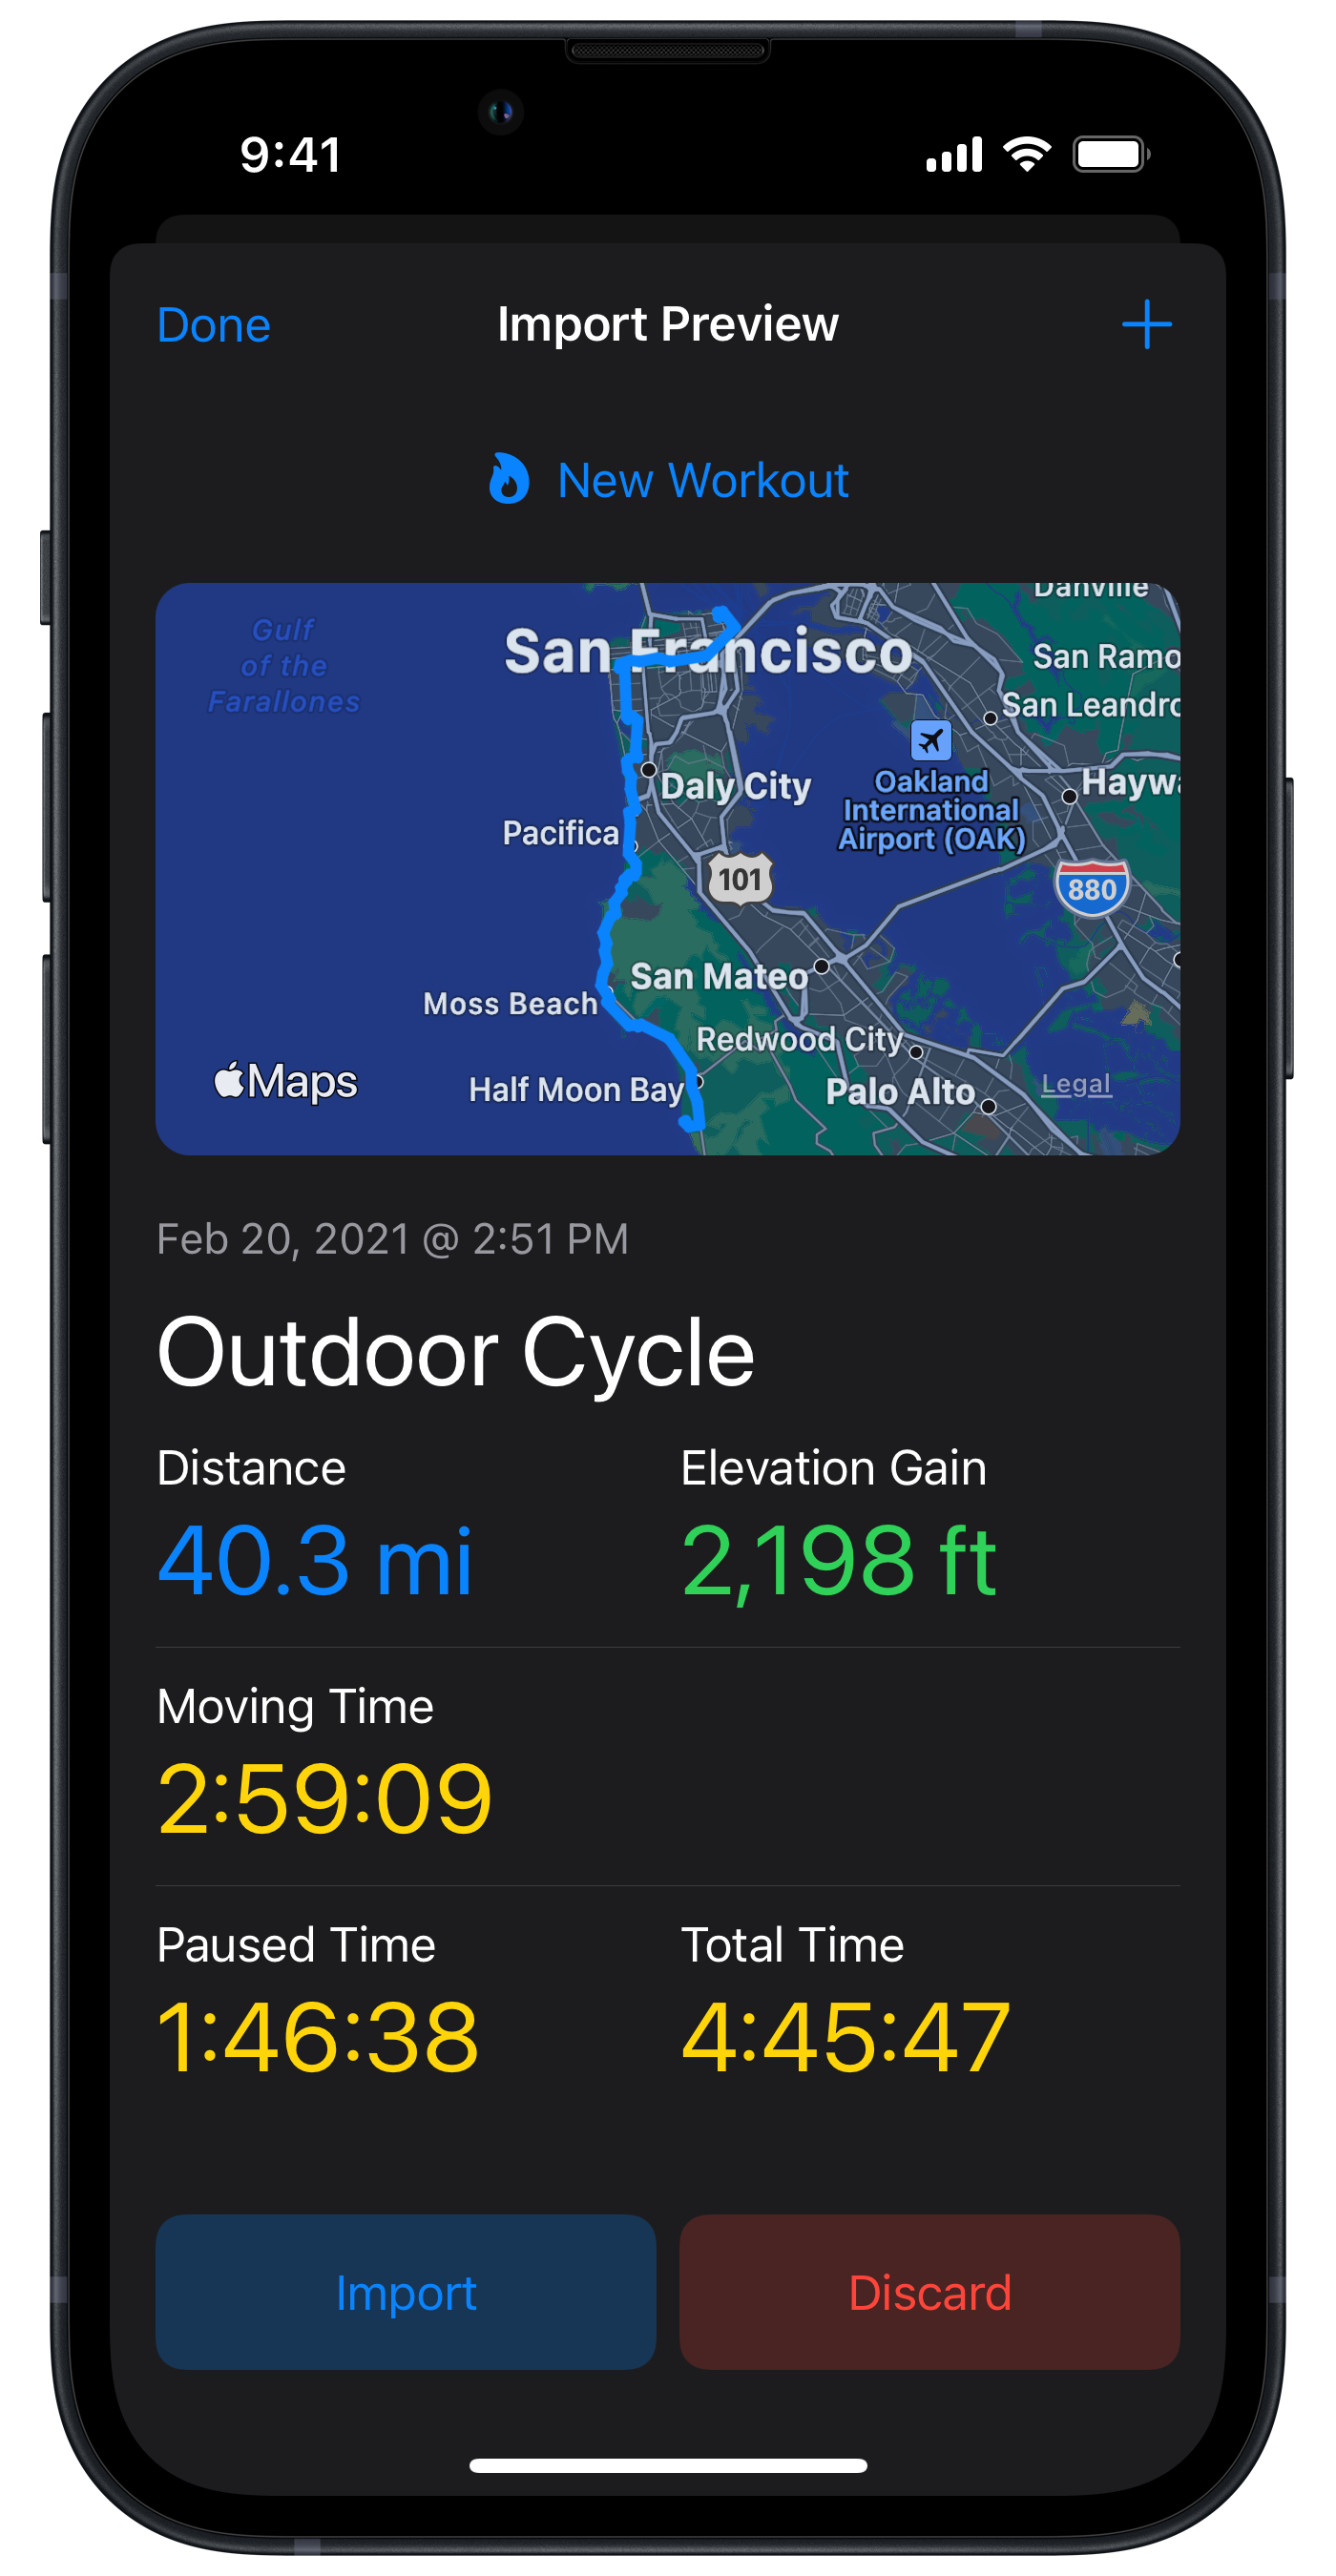 9:41
Done
Import Preview
New Workout
Danville
Gulf
of the
Farallones
San Francisco
San Ramo
San Leandro
Daly City
Oakland
International
Airport (OAK)
Haywa
Pacifica
101
880
San Mateo
Moss Beach
Redwood City
Maps
Half Moon Bay
Palo Alto
Legal
Feb 20, 2021 @ 2:51 PM
Outdoor Cycle
Distance
Elevation Gain
40.3 mi
2,198 ft
Moving Time
2:59:09
Paused Time
Total Time
1:46:38
4:45:47
Import
Discard